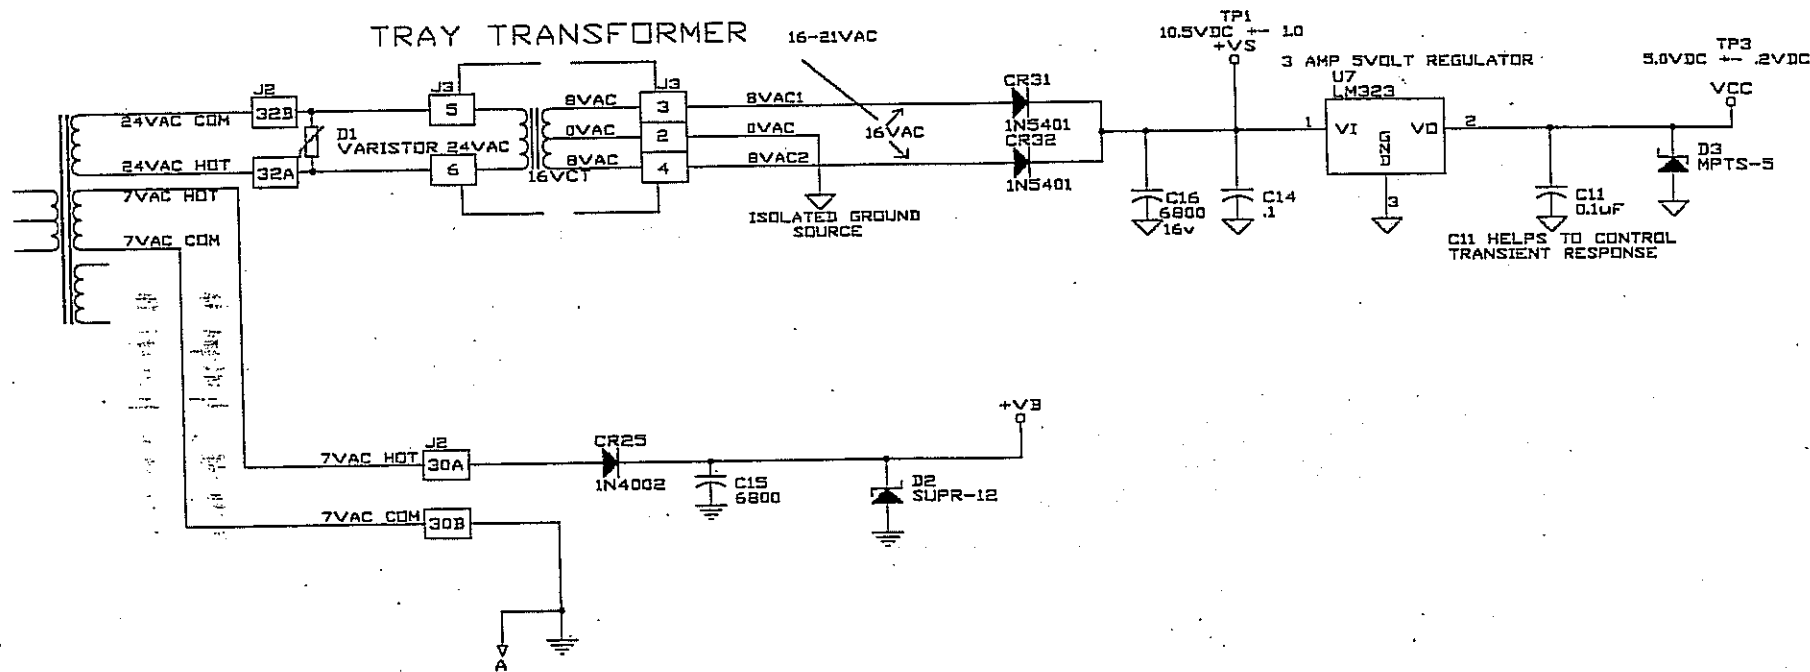 TRAY TRANSFORMER
16-21VAC
TP1
10.5VDC +- 1.0
+VS
3 AMP 5VOLT REGULATOR
U7
LM323
TP3
5.0VDC +- .2VDC
VCC
J2
32B
24VAC COM
24VAC HOT
32A
D1
VARISTOR 24VAC
J3
5
6
16VCT
J3
8VAC
3
0VAC
2
8VAC
4
8VAC1
0VAC
16VAC
8VAC2
ISOLATED GROUND
SOURCE
CR31
1N5401
CR32
1N5401
C16
6800
16v
C14
.1
1
VI
GND
VO
2
3
C11
0.1uF
D3
MPTS-5
C11 HELPS TO CONTROL
TRANSIENT RESPONSE
7VAC HOT
7VAC COM
7VAC HOT
J2
30A
CR25
1N4002
C15
6800
+VB
D2
SUPR-12
7VAC COM
30B
A